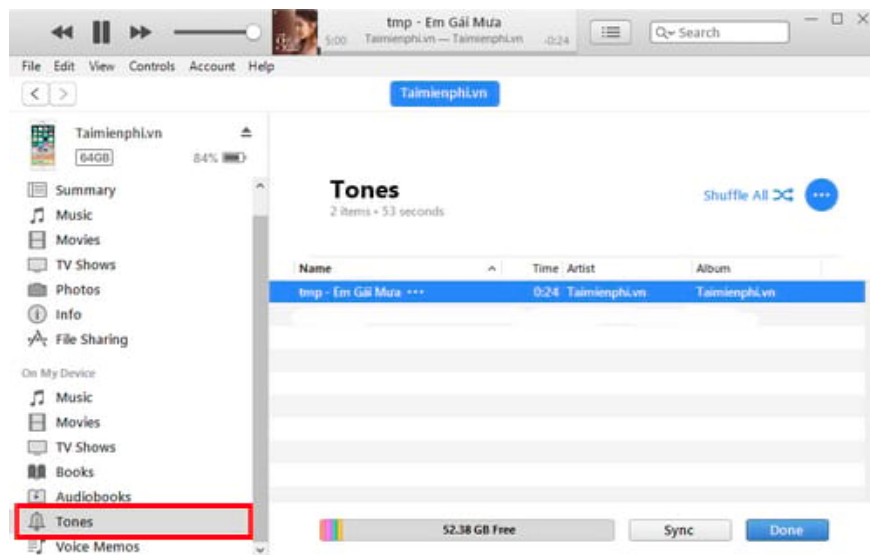 tmp - Em Gái Mưa
5:00 Taimienphi.vn — Taimienphi.vn -0:24
Search
File Edit View Controls Account Help
Taimienphi.vn
Taimienphi.vn
64GB 84%
Summary
Music
Movies
TV Shows
Photos
Info
File Sharing
On My Device
Music
Movies
TV Shows
Books
Audiobooks
Tones
Voice Memos
Tones
2 items • 53 seconds
Shuffle All
Name Time Artist Album
tmp - Em Gái Mưa ••• 0:24 Taimienphi.vn Taimienphi.vn
52.38 GB Free
Sync
Done